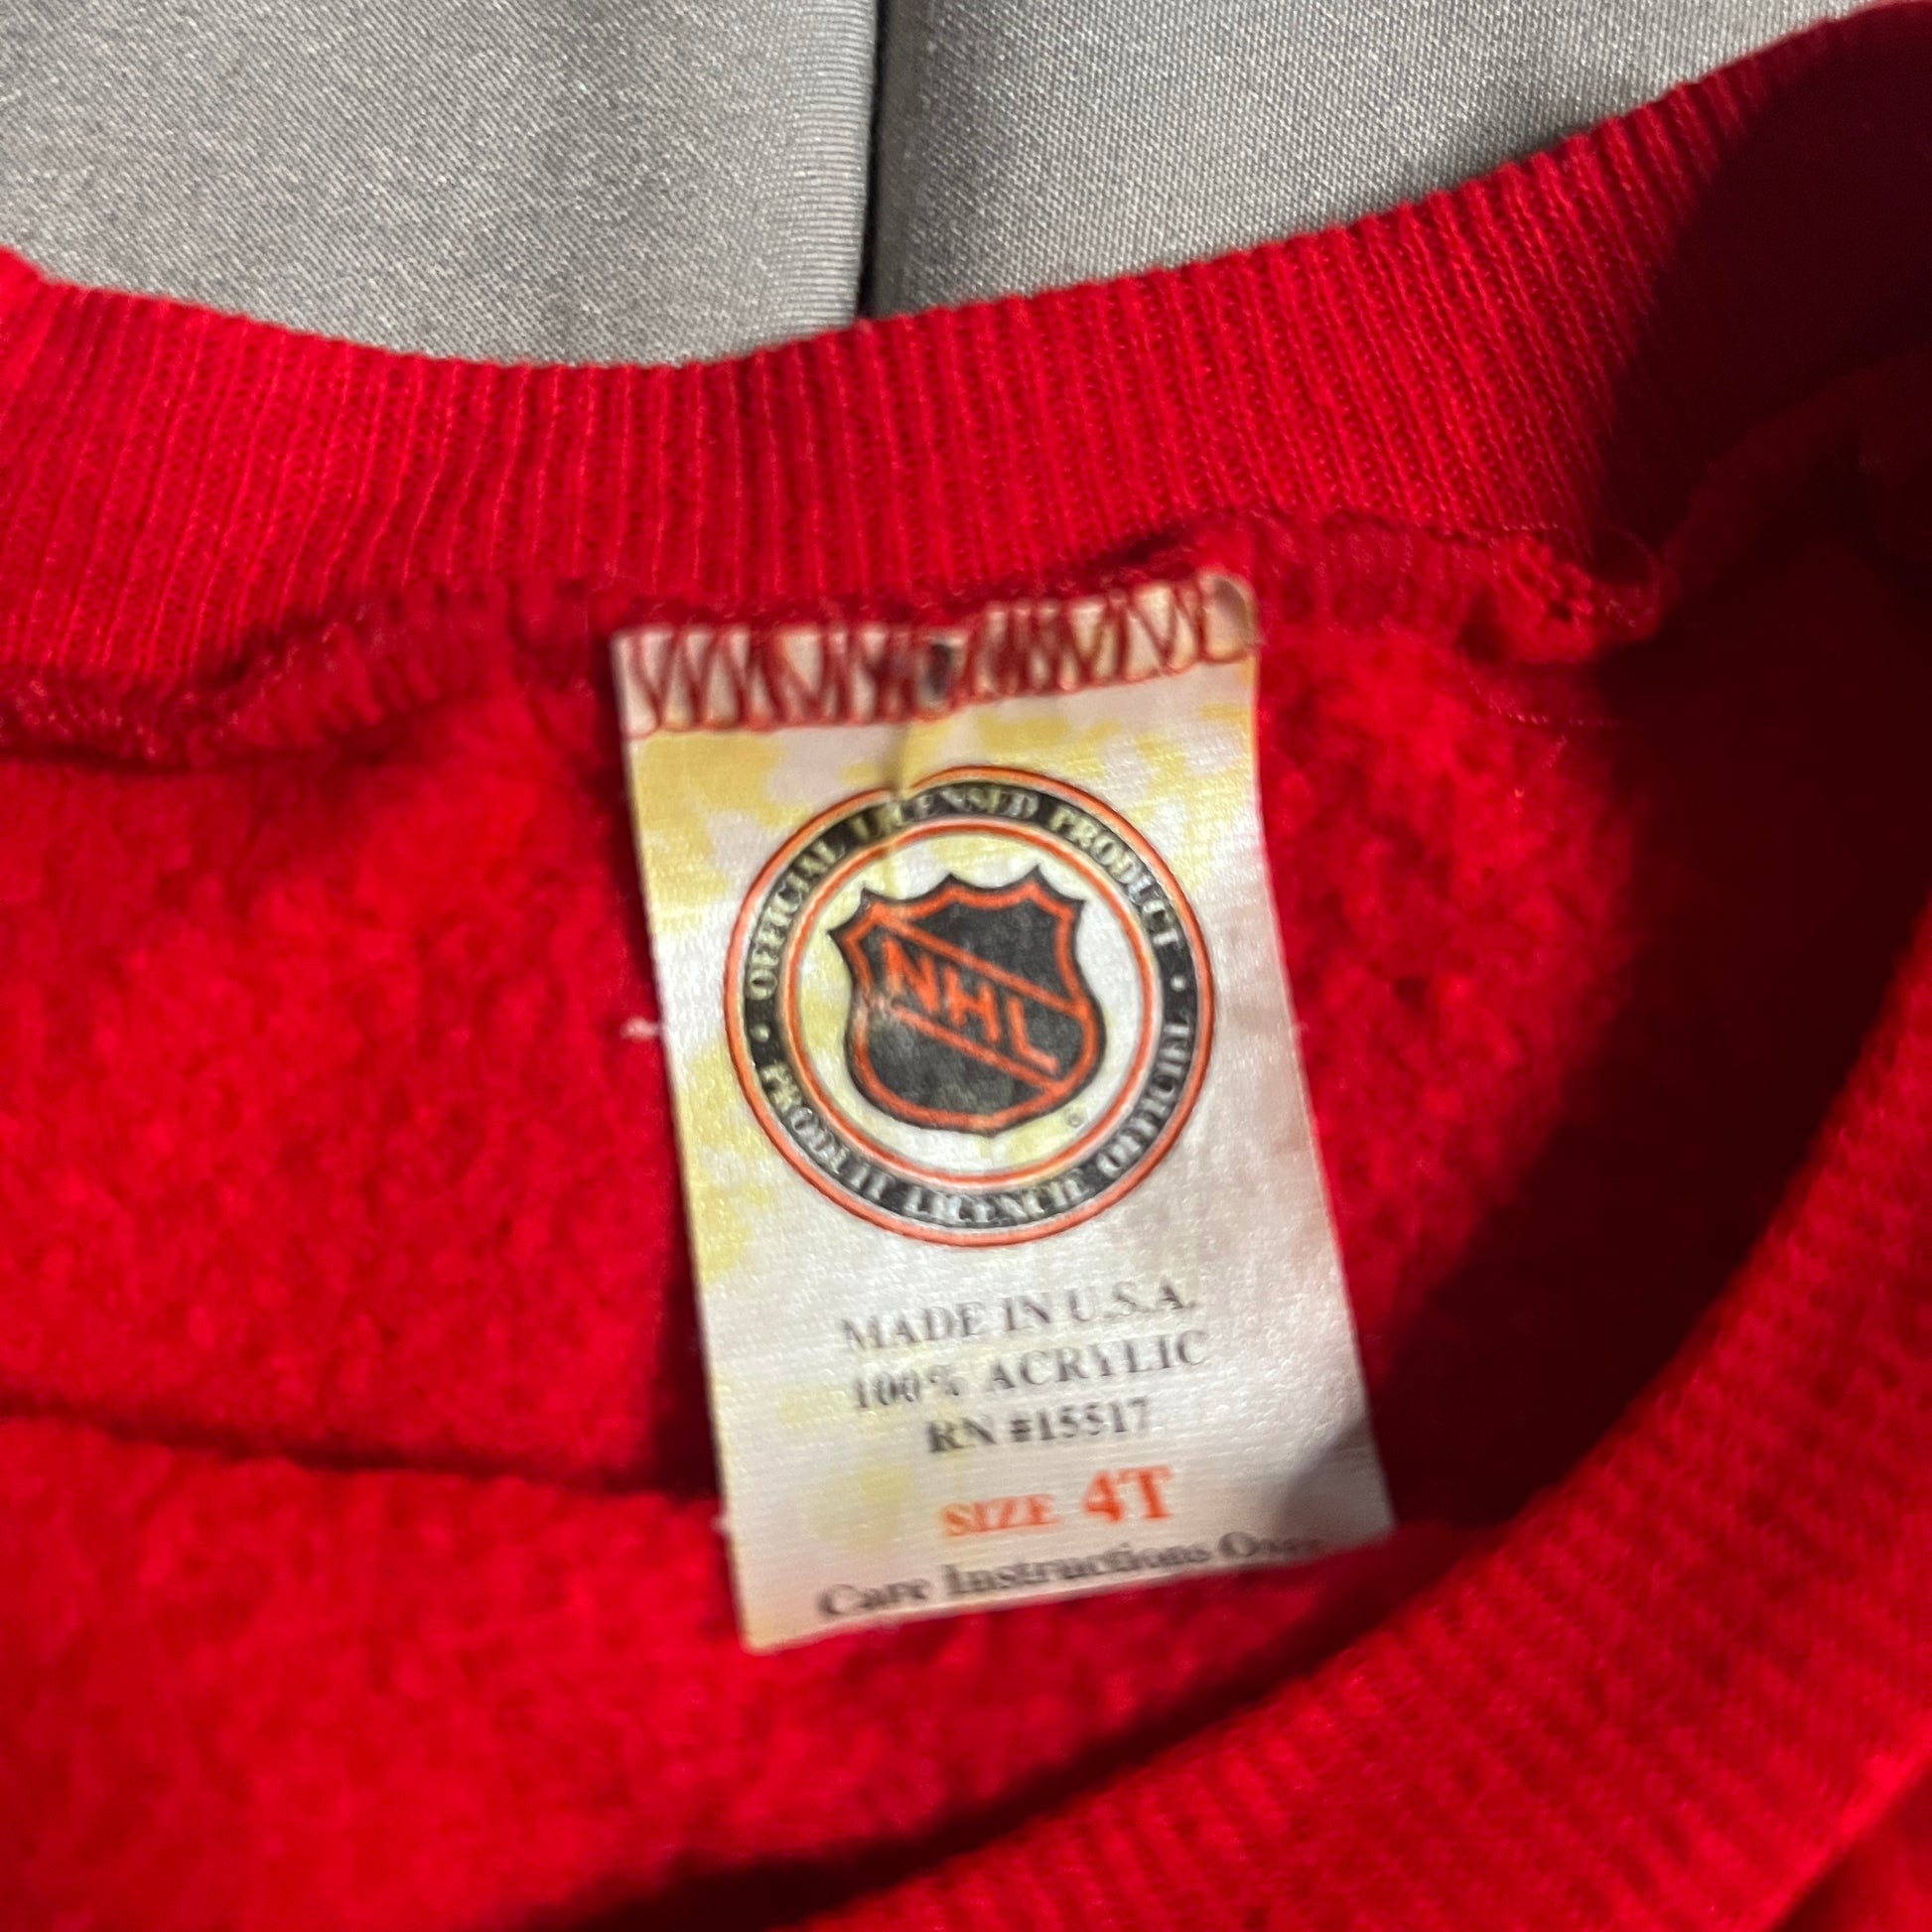 • OFFICIAL LICENSED PRODUCT •
NHL
®
PRODUIT LICENCIE OFFICIEL
MADE IN U.S.A.
100% ACRYLIC
RN #15517
SIZE 4T
Care Instructions Over